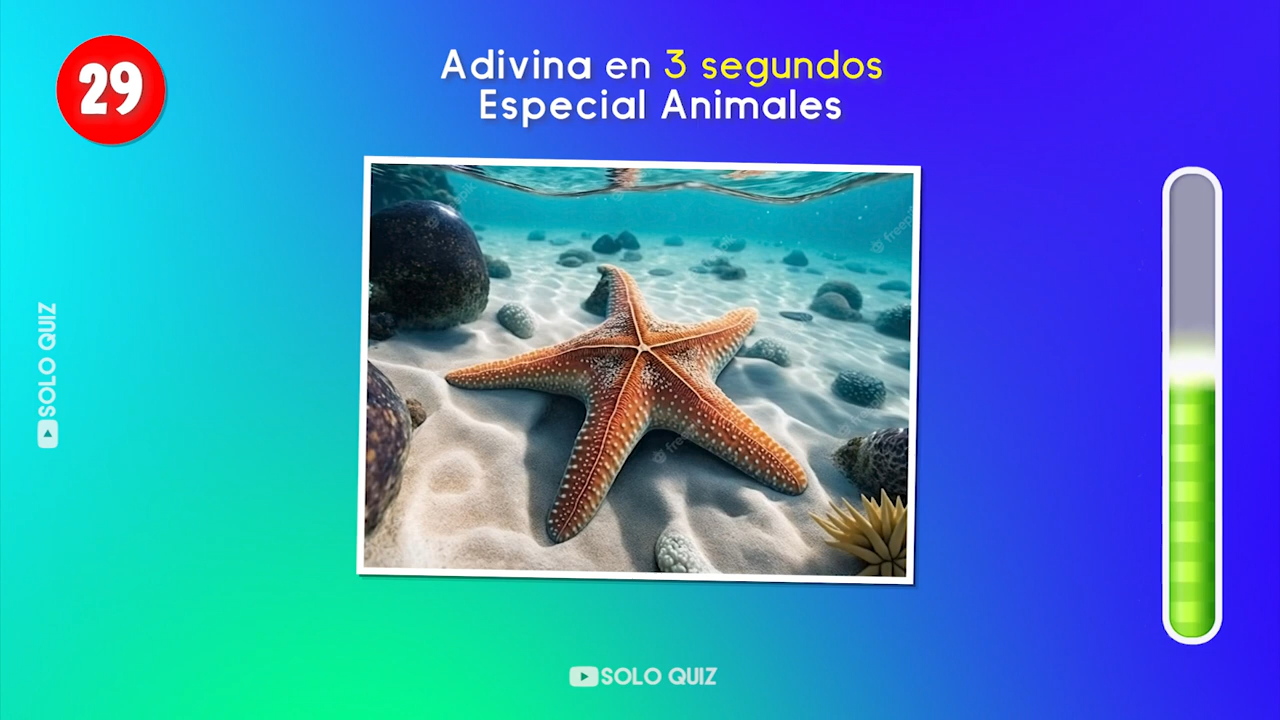 29
Adivina en 3 segundos
Especial Animales
SOLO QUIZ
SOLO QUIZ